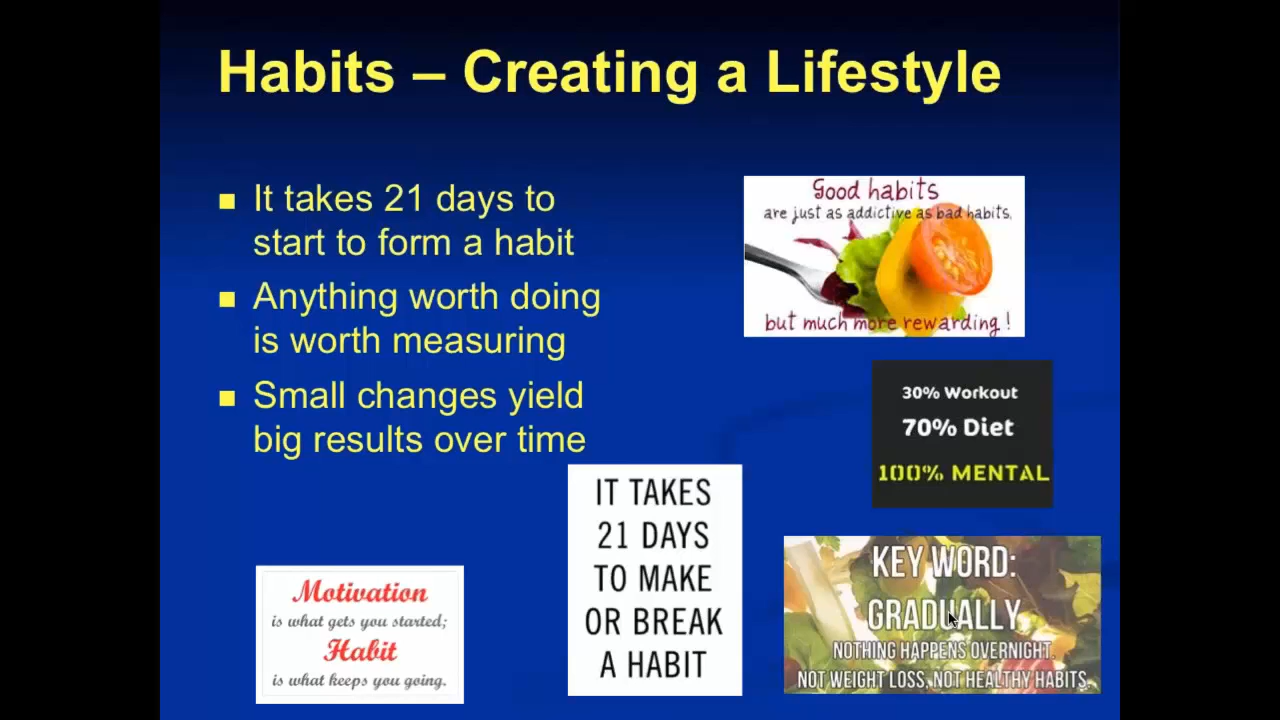 Habits – Creating a Lifestyle
■ It takes 21 days to
start to form a habit
■ Anything worth doing
is worth measuring
■ Small changes yield
big results over time
Good habits
are just as addictive as bad habits,
but much more rewarding!
30% Workout
70% Diet
100% MENTAL
IT TAKES
21 DAYS
TO MAKE
OR BREAK
A HABIT
Motivation
is what gets you started;
Habit
is what keeps you going.
KEY WORD:
GRADUALLY
NOTHING HAPPENS OVERNIGHT.
NOT WEIGHT LOSS, NOT HEALTHY HABITS.